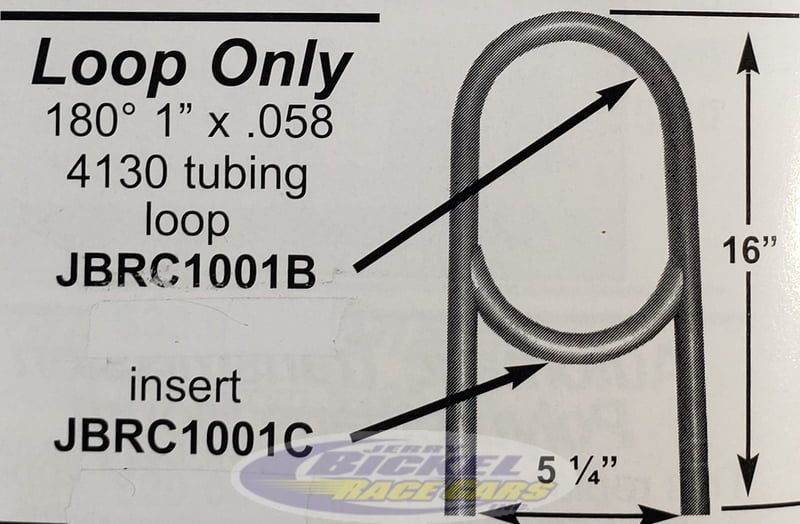 Loop Only
180° 1” x .058
4130 tubing
loop
JBRC1001B
insert
JBRC1001C
16”
5 ¼”
JERRY
BICKEL
RACE CARS
INC.